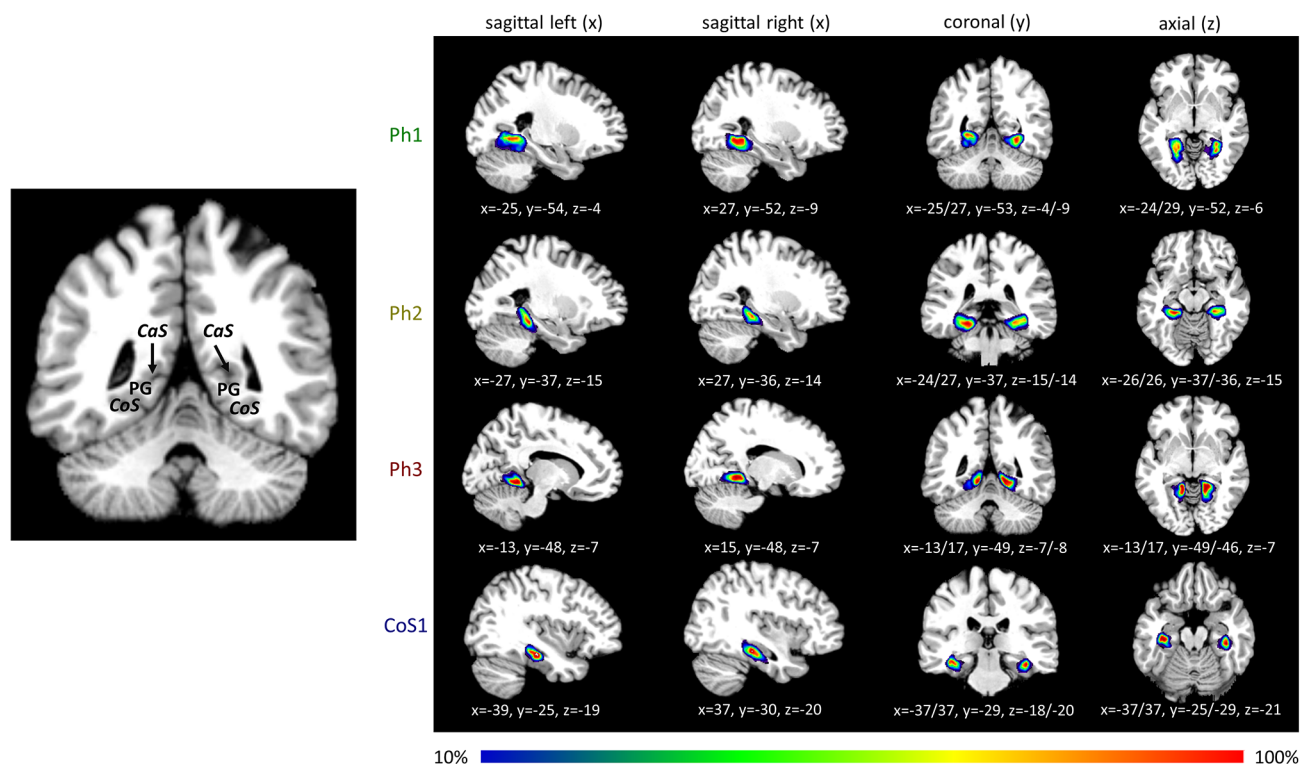 sagittal left (x) sagittal right (x) coronal (y) axial (z)
Ph1
x=-25, y=-54, z=-4 x=27, y=-52, z=-9 x=-25/27, y=-53, z=-4/-9 x=-24/29, y=-52, z=-6
Ph2
x=-27, y=-37, z=-15 x=27, y=-36, z=-14 x=-24/27, y=-37, z=-15/-14 x=-26/26, y=-37/-36, z=-15
CaS CaS
PG PG
CoS CoS
Ph3
x=-13, y=-48, z=-7 x=15, y=-48, z=-7 x=-13/17, y=-49, z=-7/-8 x=-13/17, y=-49/-46, z=-7
CoS1
x=-39, y=-25, z=-19 x=37, y=-30, z=-20 x=-37/37, y=-29, z=-18/-20 x=-37/37, y=-25/-29, z=-21
10% 100%